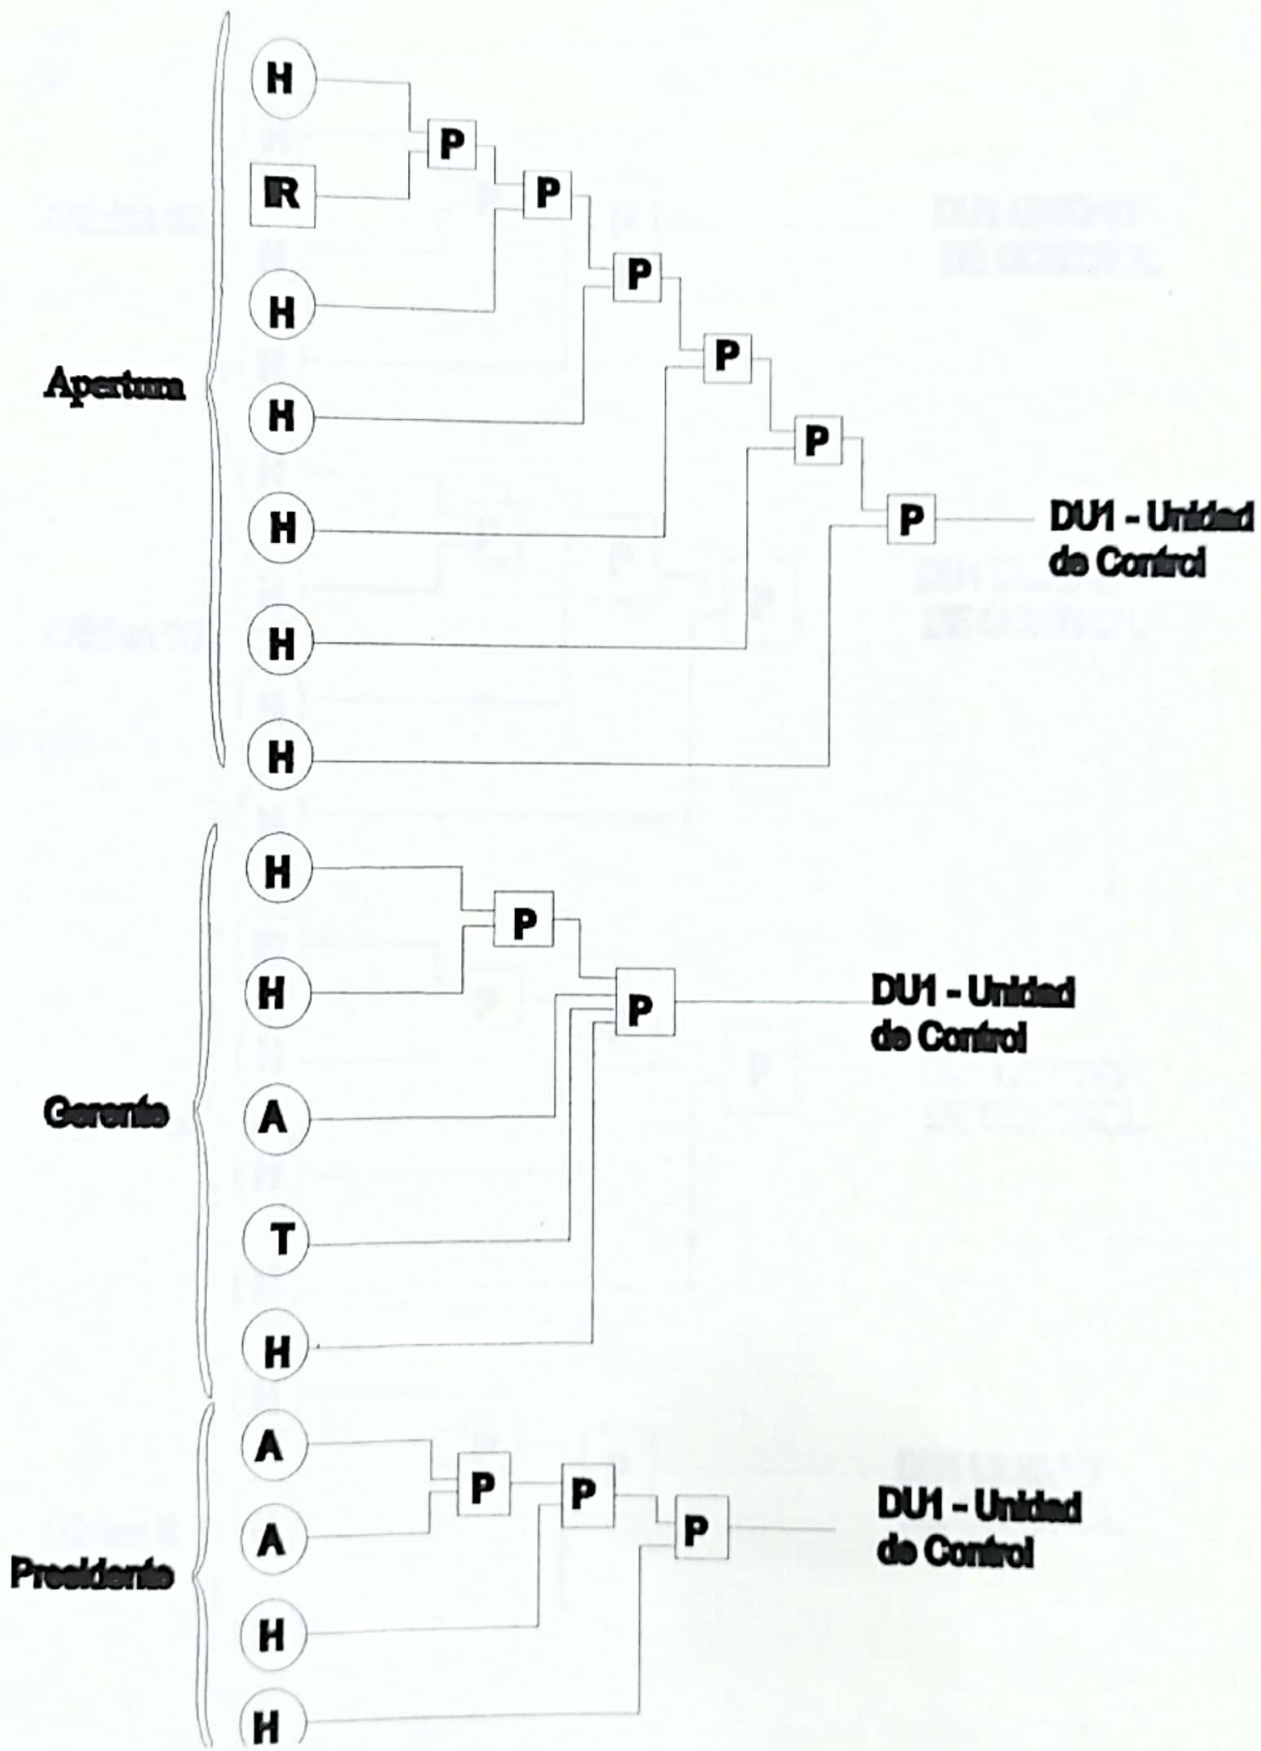 H
P
IR
P
H
P
P
Apertura
H
P
H
P
DU1 - Unidad
de Control
H
H
H
P
H
P
DU1 - Unidad
de Control
Gerente
A
T
H
A
P
P
DU1 - Unidad
de Control
P
A
Presidente
H
H